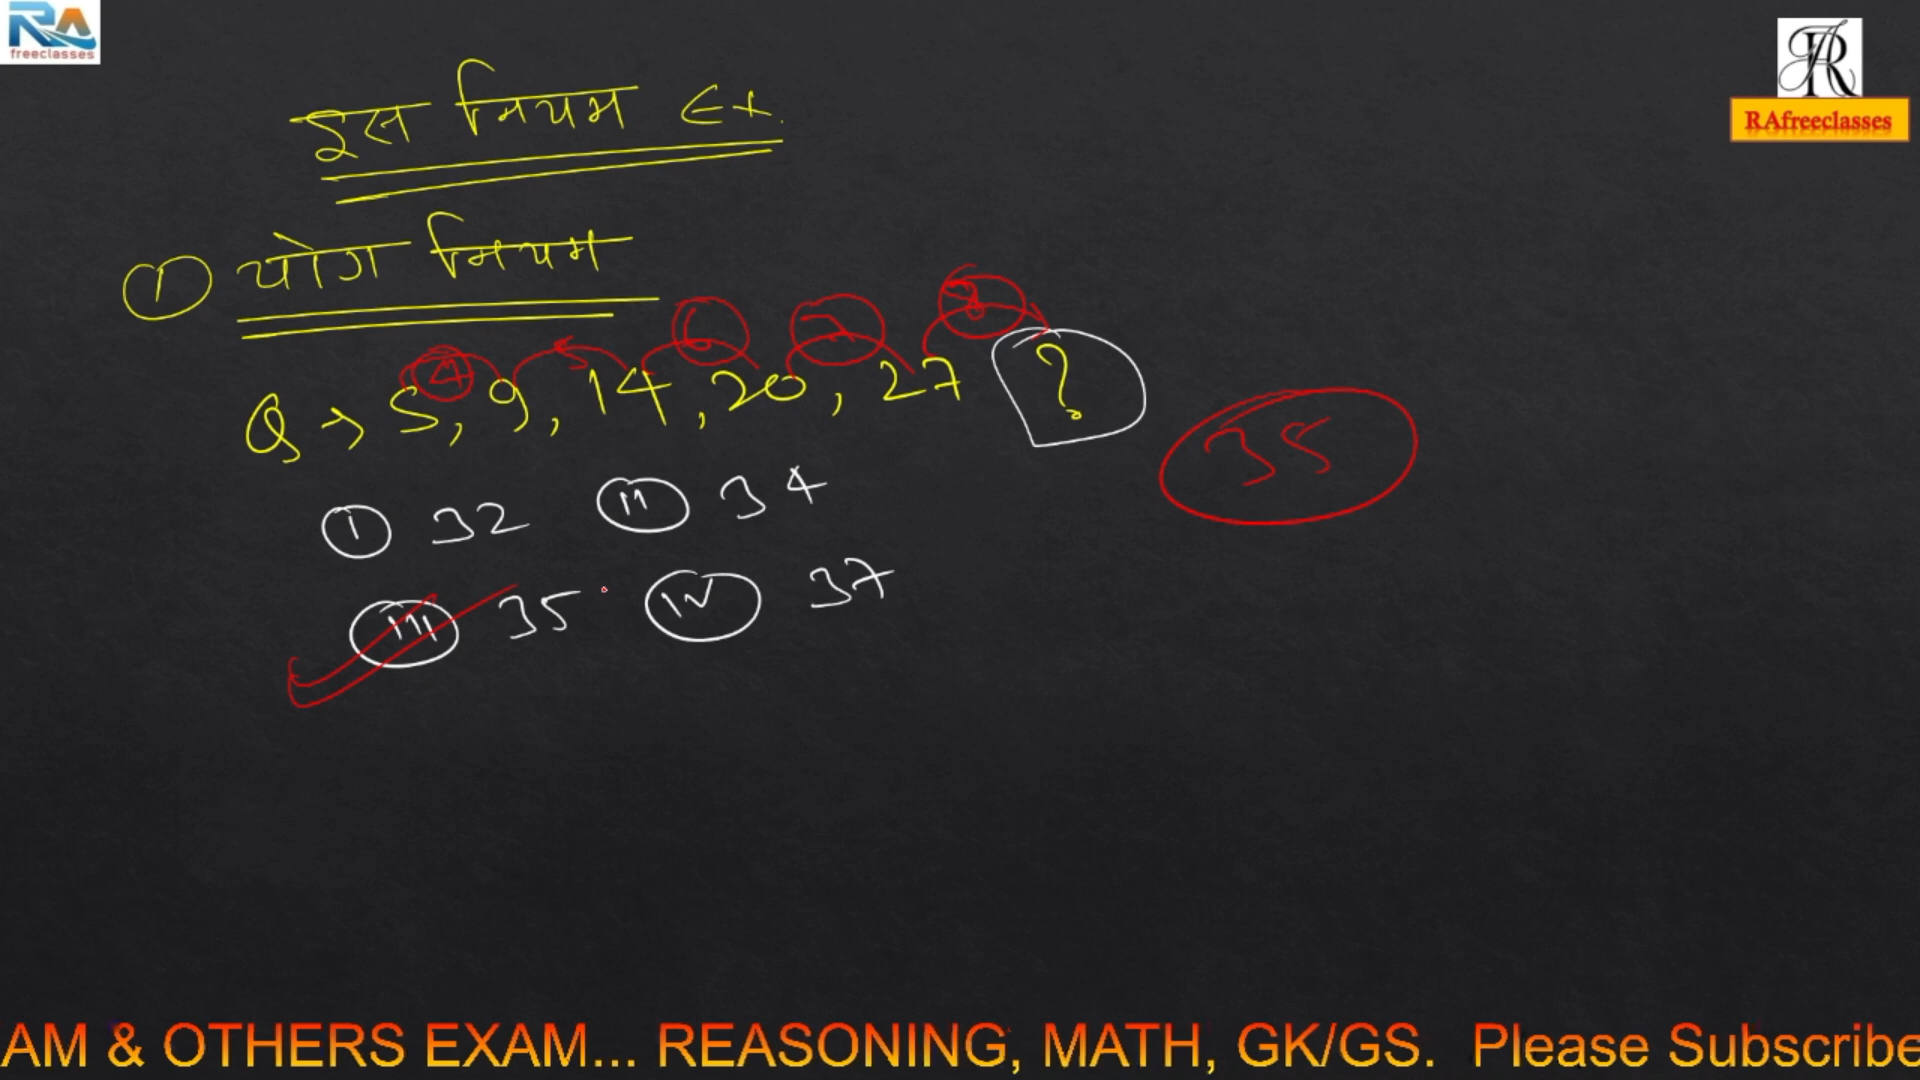 RA
freeclasses
RAfreeclasses
इस नियम Ex.
① योग नियम
4 5 6 7 8
Q → 5, 9, 14, 20, 27 ?
35
I 32 II 34
III 35 IV 37
AM & OTHERS EXAM... REASONING, MATH, GK/GS. Please Subscribe